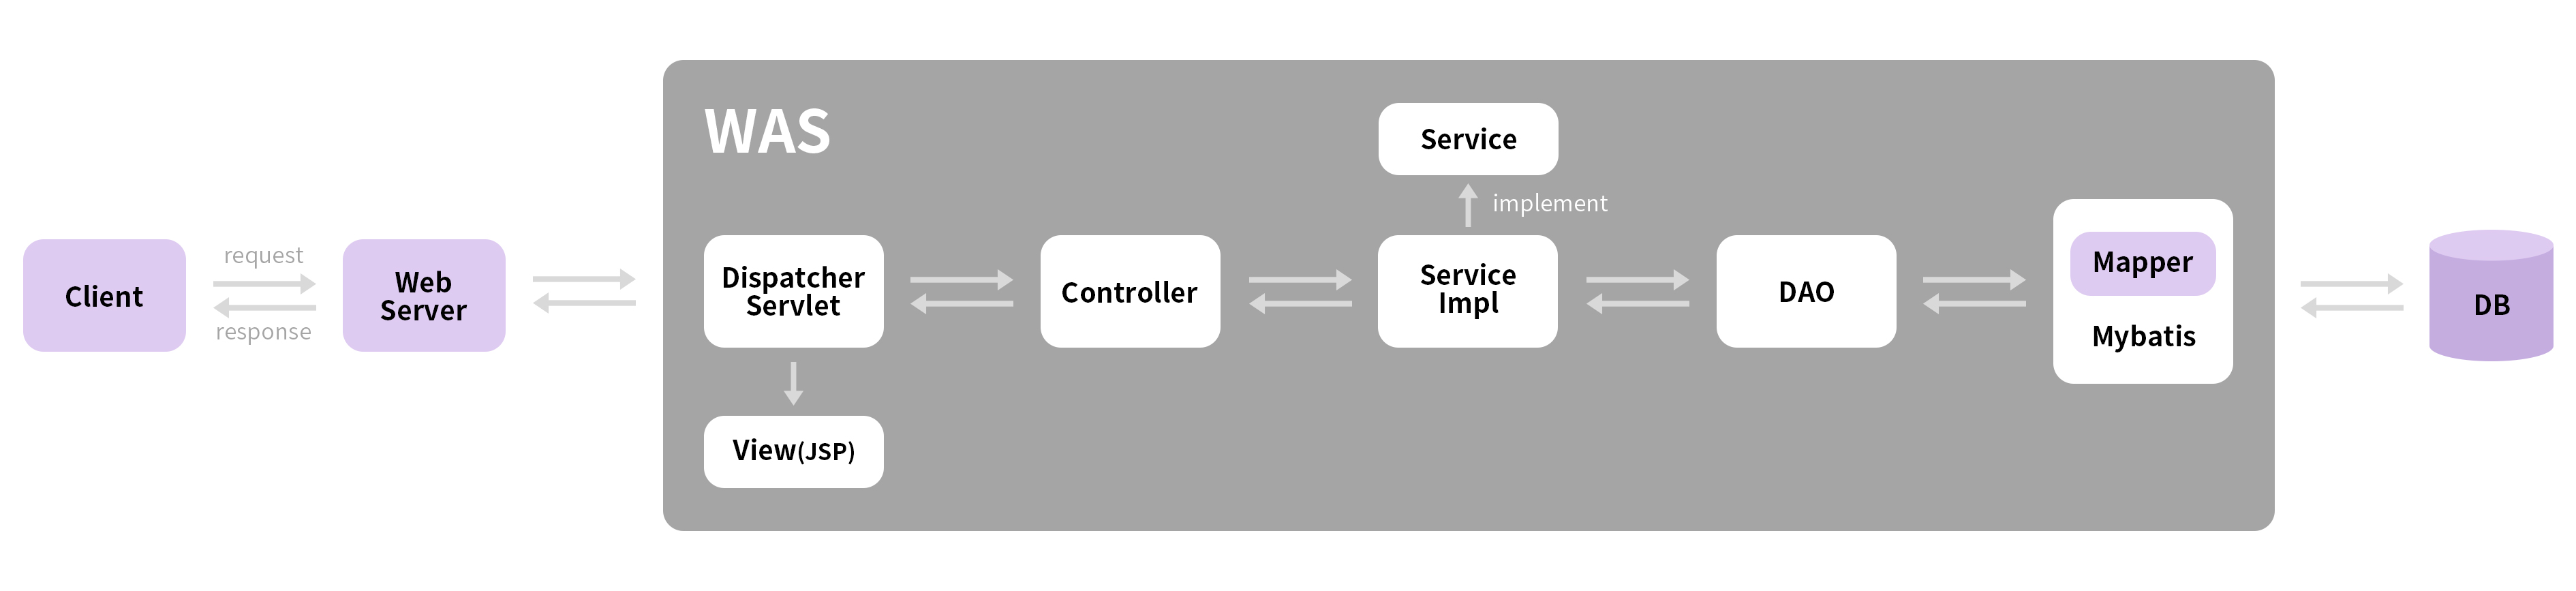 WAS
Service
implement
request
Client
response
Web
Server
Dispatcher
Servlet
Controller
Service
Impl
DAO
Mapper
Mybatis
DB
View(JSP)